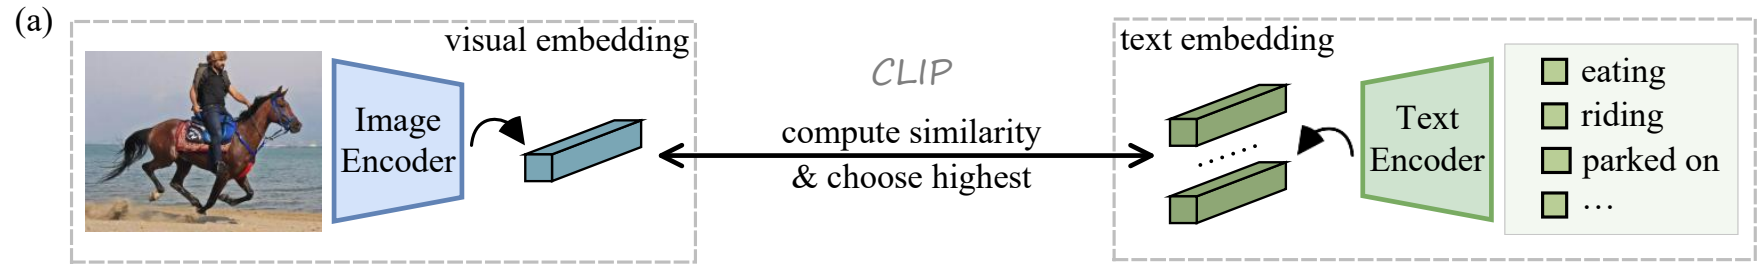 (a)
visual embedding
Image
Encoder
CLIP
compute similarity
& choose highest
text embedding
......
Text
Encoder
eating
riding
parked on
...